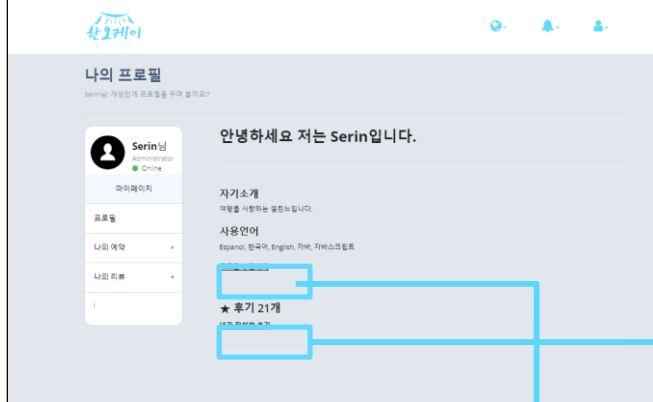 한옥케이
나의 프로필
Serin님! 개성있게 프로필을 꾸며 볼까요?
Serin님
Administrator
Online
마이페이지
프로필
나의 예약 +
나의 리뷰 +
안녕하세요 저는 Serin입니다.
자기소개
여행을 사랑하는 셀린느입니다.
사용언어
Espanol, 한국어, English, 자바, 자바스크립트
★ 후기 21개